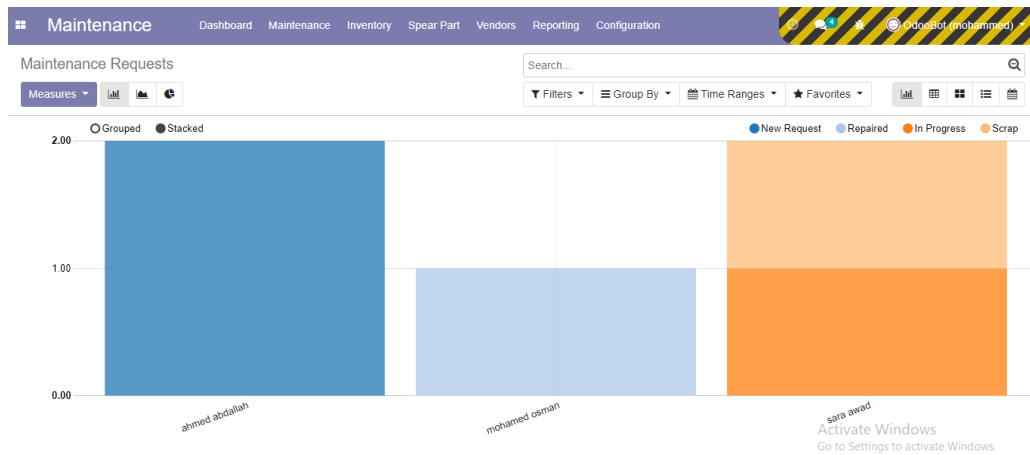 Maintenance Dashboard Maintenance Inventory Spear Part Vendors Reporting Configuration 4 OdooBot (mohammed)
Maintenance Requests Search...
Measures Filters Group By Time Ranges Favorites
Grouped Stacked New Request Repaired In Progress Scrap
2.00
1.00
0.00
ahmed abdallah mohamed osman sara awad
Activate Windows
Go to Settings to activate Windows.